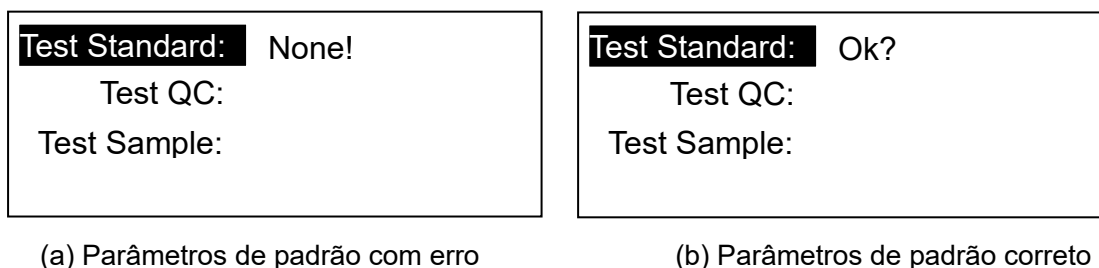 Test Standard: None!
Test QC:
Test Sample:
(a) Parâmetros de padrão com erro
Test Standard: Ok?
Test QC:
Test Sample:
(b) Parâmetros de padrão correto